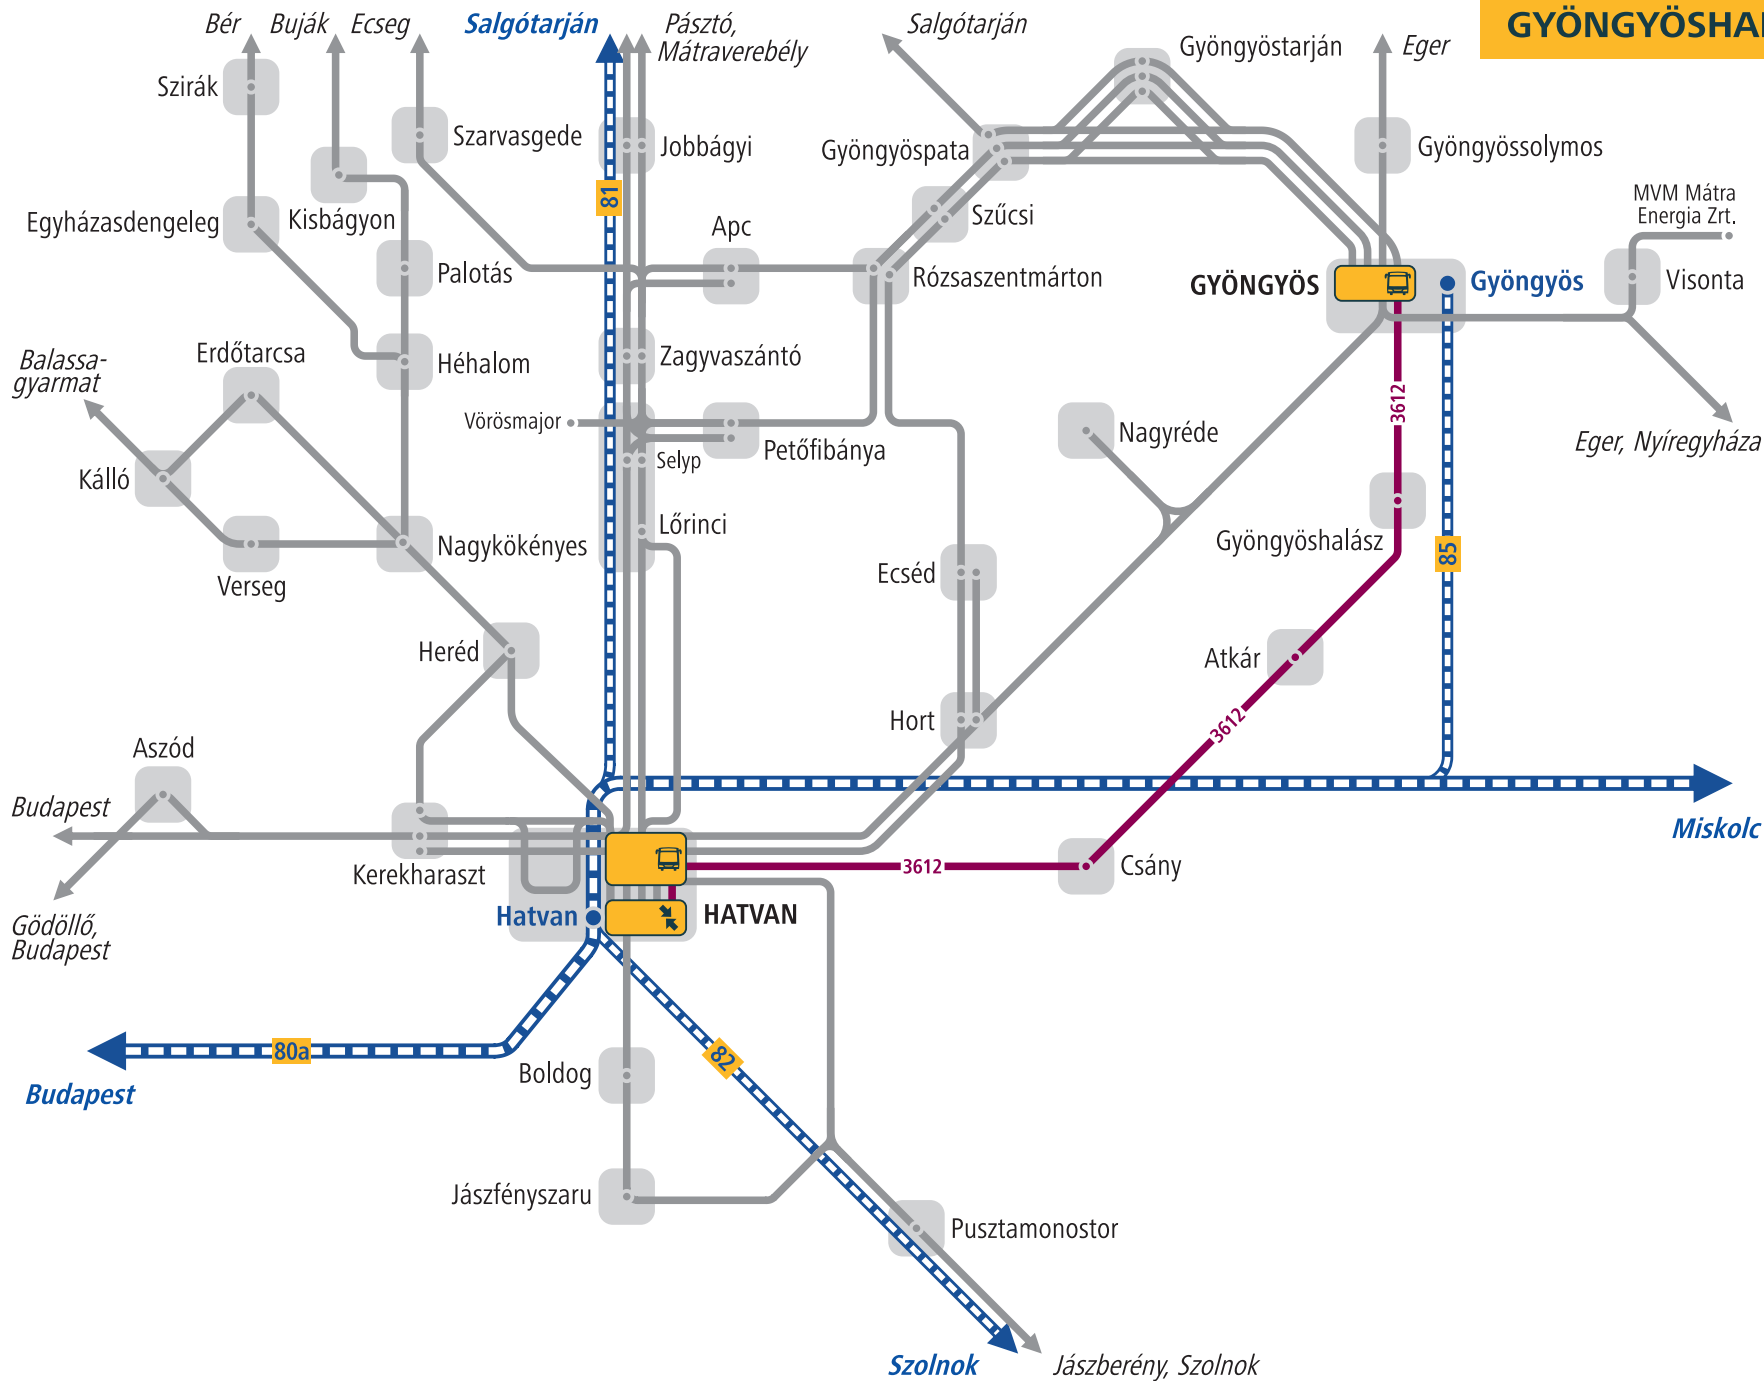 Bér
Buják
Ecseg
Salgótarján
Pásztó,
Mátraverebély
Salgótarján
Gyöngyöstarján
Eger
GYÖNGYÖSHA
Szirák
Szarvasgede
Jobbágyi
Gyöngyöspata
Gyöngyössolymos
81
MVM Mátra
Energia Zrt.
Egyházasdengeleg
Kisbágyon
Apc
Szűcsi
Palotás
Rózsaszentmárton
GYÖNGYÖS
Gyöngyös
Visonta
Balassa-
gyarmat
Erdőtarcsa
Héhalom
Zagyvaszántó
3612
Vörösmajor
Nagyréde
Eger, Nyíregyháza
Kálló
Selyp
Petőfibánya
Lőrinci
Gyöngyöshalász
85
Nagykökényes
Verseg
Ecséd
Heréd
Atkár
Hort
3612
Aszód
Budapest
Miskolc
Kerekharaszt
3612
Csány
Hatvan
HATVAN
Gödöllő,
Budapest
80a
82
Budapest
Boldog
Jászfényszaru
Pusztamonostor
Szolnok
Jászberény, Szolnok